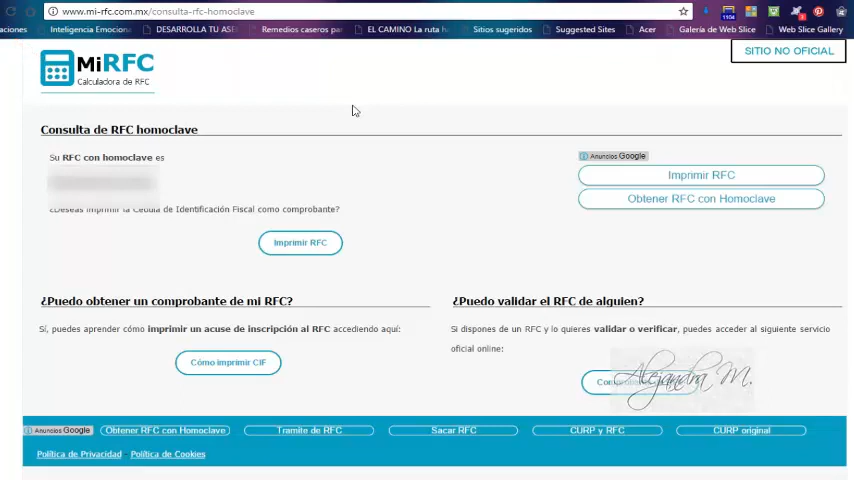 www.mi-rfc.com.mx/consulta-rfc-homoclave
1104
3
aciones Inteligencia Emociona DESARROLLA TU ASE Remedios caseros par EL CAMINO La ruta ha Sitios sugeridos Suggested Sites Acer Galería de Web Slice Web Slice Gallery
SITIO NO OFICIAL
MiRFC
Calculadora de RFC
Consulta de RFC homoclave
Su RFC con homoclave es
¿Deseas imprimir la Cédula de Identificación Fiscal como comprobante?
Imprimir RFC
Anuncios Google
Imprimir RFC
Obtener RFC con Homoclave
¿Puedo obtener un comprobante de mi RFC?
Sí, puedes aprender cómo imprimir un acuse de inscripción al RFC accediendo aquí:
Cómo imprimir CIF
¿Puedo validar el RFC de alguien?
Si dispones de un RFC y lo quieres validar o verificar, puedes acceder al siguiente servicio
oficial online:
Alejandra M.
Anuncios Google Obtener RFC con Homoclave Tramite de RFC Sacar RFC CURP y RFC CURP original
Política de Privacidad - Política de Cookies